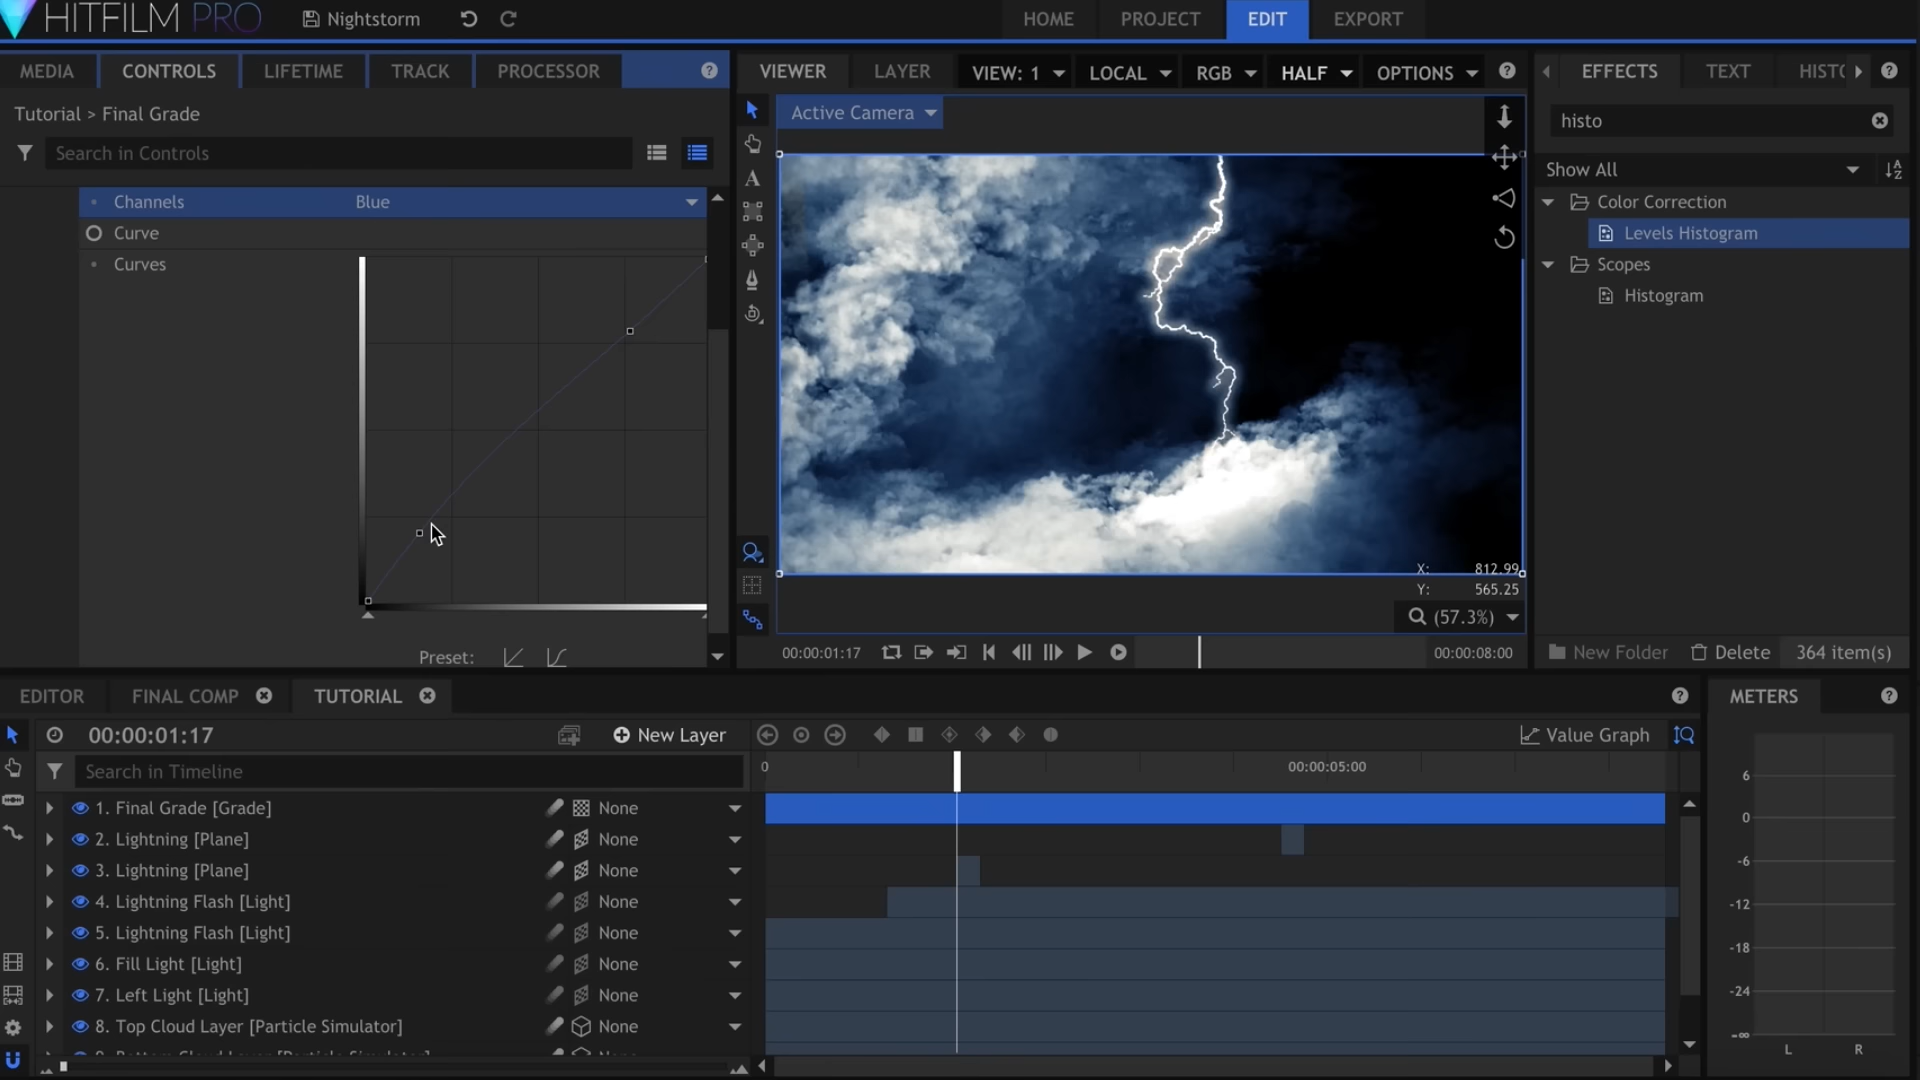 HITFILM PRO
Nightstorm
HOME
PROJECT
EDIT
EXPORT
MEDIA
CONTROLS
LIFETIME
TRACK
PROCESSOR
?
VIEWER
LAYER
VIEW: 1
LOCAL
RGB
HALF
OPTIONS
?
EFFECTS
TEXT
HISTO
?
Tutorial > Final Grade
Search in Controls
Active Camera
histo
Show All
Channels
Blue
Curve
Curves
Color Correction
Levels Histogram
Scopes
Histogram
A
X: 812.99
Y: 565.25
(57.3%)
Preset:
00:00:01:17
00:00:08:00
New Folder
Delete
364 item(s)
EDITOR
FINAL COMP
TUTORIAL
?
METERS
?
00:00:01:17
New Layer
Value Graph
Search in Timeline
0
00:00:05:00
1. Final Grade [Grade] None
2. Lightning [Plane] None
3. Lightning [Plane] None
4. Lightning Flash [Light] None
5. Lightning Flash [Light] None
6. Fill Light [Light] None
7. Left Light [Light] None
8. Top Cloud Layer [Particle Simulator] None
6
0
-6
-12
-18
-24
-∞
L R